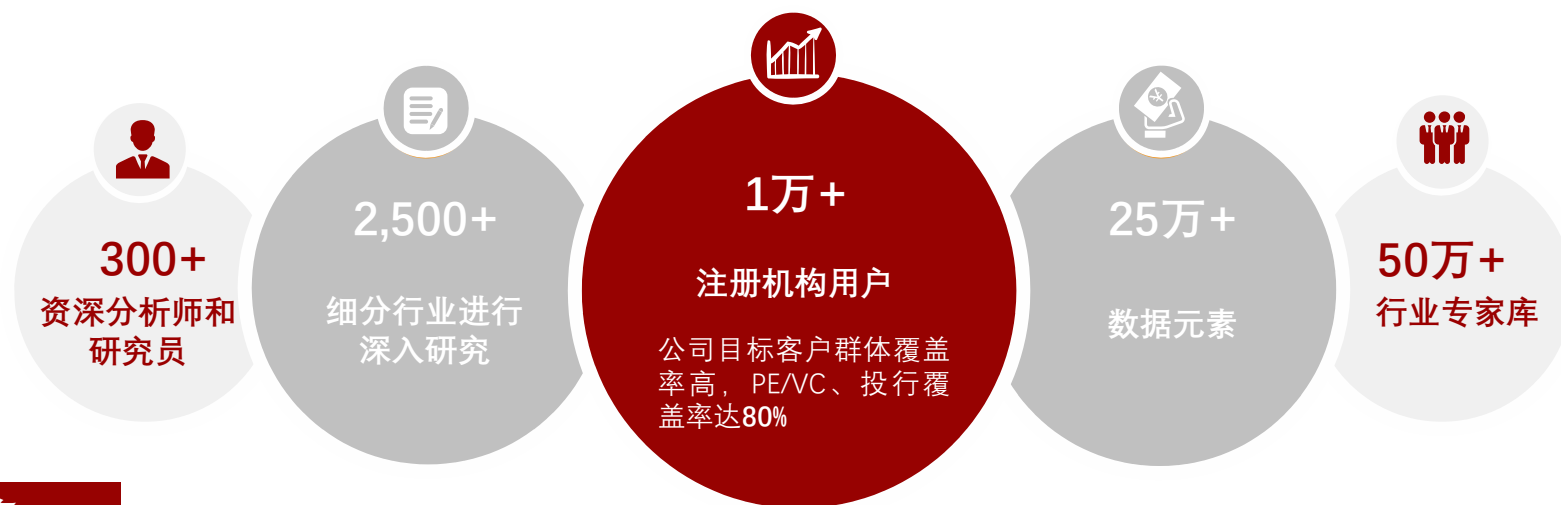 300+
资深分析师和
研究员
2,500+
细分行业进行
深入研究
1万+
注册机构用户
公司目标客户群体覆盖
率高，PE/VC、投行覆
盖率达80%
25万+
数据元素
50万+
行业专家库